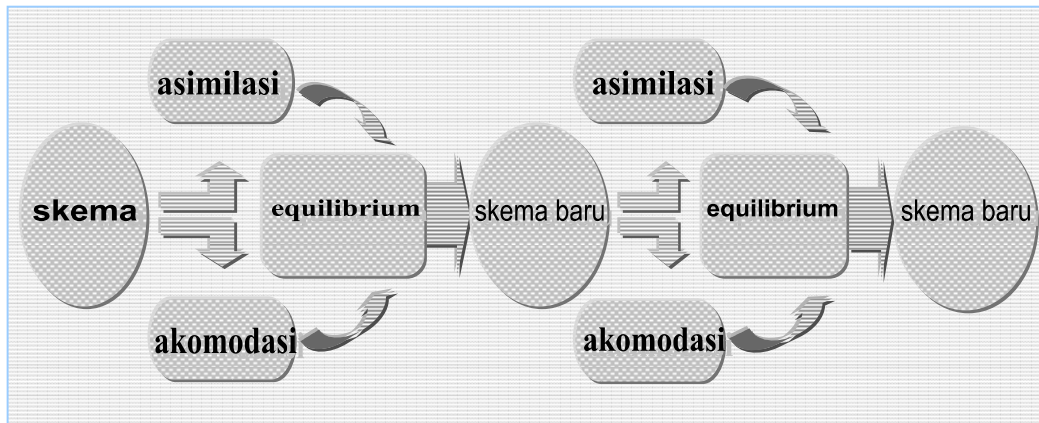 asimilasi
asimilasi
skema
equilibrium
skema baru
equilibrium
skema baru
akomodasi
akomodasi